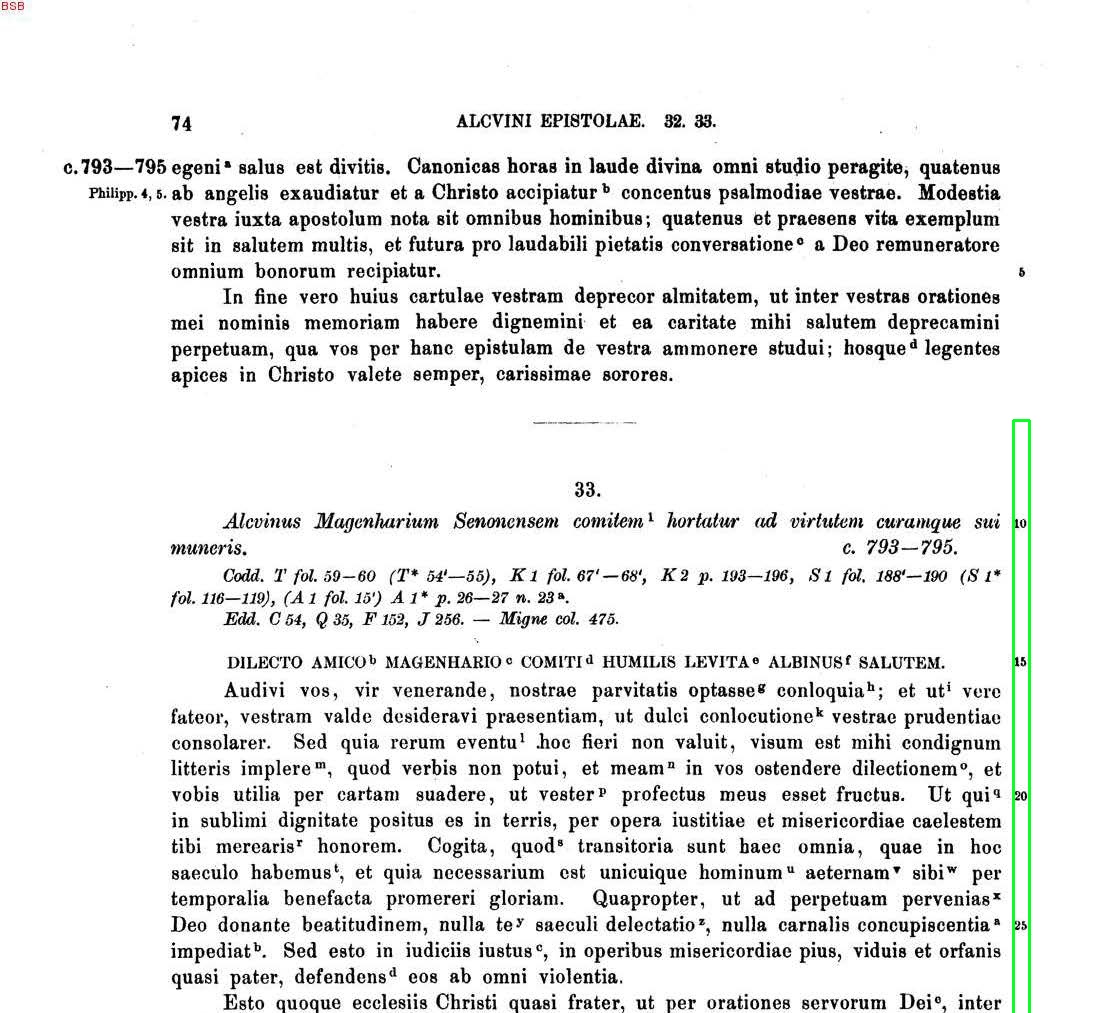 BSB
74 ALCVINI EPISTOLAE. 32. 33.
c. 793—795 egeni a salus est divitis. Canonicas horas in laude divina omni studio peragite, quatenus
Philipp. 4, 5. ab angelis exaudiatur et a Christo accipiatur b concentus psalmodiae vestrae. Modestia
vestra iuxta apostolum nota sit omnibus hominibus; quatenus et praesens vita exemplum
sit in salutem multis, et futura pro laudabili pietatis conversatione c a Deo remuneratore
omnium bonorum recipiatur. 5
In fine vero huius cartulae vestram deprecor almitatem, ut inter vestras orationes
mei nominis memoriam habere dignemini et ea caritate mihi salutem deprecamini
perpetuam, qua vos per hanc epistulam de vestra ammonere studui; hosque d legentes
apices in Christo valete semper, carissimae sorores.
33.
Alcvinus Magenharium Senonensem comitem 1 hortatur ad virtutem curamque sui 10
muneris. c. 793—795.
Codd. T fol. 59—60 (T* 54'—55), K 1 fol. 67'—68', K 2 p. 193—196, S 1 fol. 188'—190 (S 1*
fol. 116—119), (A 1 fol. 15') A 1* p. 26—27 n. 23 a.
Edd. C 54, Q 35, F 152, J 256. — Migne col. 475.
DILECTO AMICO b MAGENHARIO c COMITI d HUMILIS LEVITA e ALBINUS f SALUTEM. 15
Audivi vos, vir venerande, nostrae parvitatis optasse g conloquia h; et ut i vere
fateor, vestram valde desideravi praesentiam, ut dulci conlocutione k vestrae prudentiae
consolarer. Sed quia rerum eventu l hoc fieri non valuit, visum est mihi condignum
litteris implere m, quod verbis non potui, et meam n in vos ostendere dilectionem o, et
vobis utilia per cartam suadere, ut vester p profectus meus esset fructus. Ut qui q 20
in sublimi dignitate positus es in terris, per opera iustitiae et misericordiae caelestem
tibi merearis r honorem. Cogita, quod s transitoria sunt haec omnia, quae in hoc
saeculo habemus t, et quia necessarium est unicuique hominum u aeternam v sibi w per
temporalia benefacta promereri gloriam. Quapropter, ut ad perpetuam pervenias x
Deo donante beatitudinem, nulla te y saeculi delectatio z, nulla carnalis concupiscentia a 25
impediat b. Sed esto in iudiciis iustus c, in operibus misericordiae pius, viduis et orfanis
quasi pater, defendens d eos ab omni violentia.
Esto quoque ecclesiis Christi quasi frater, ut per orationes servorum Dei e, inter